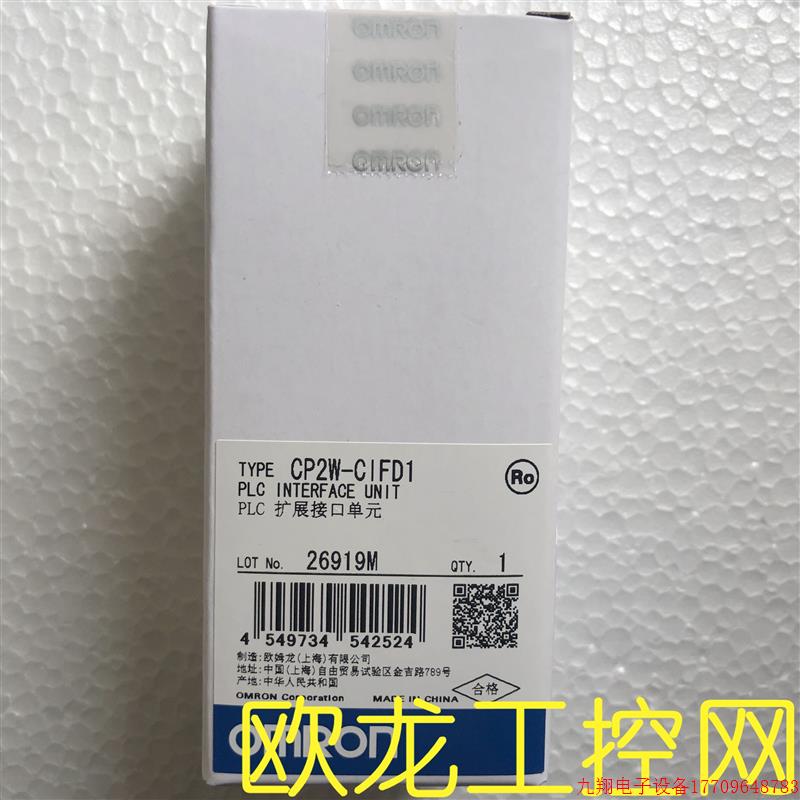 OMRON
OMRON
OMRON
OMRON
TYPE CP2W-CIFD1
Ro
PLC INTERFACE UNIT
PLC 扩展接口单元
LOT No. 26919M QTY. 1
4 549734 542524
制造:欧姆龙(上海)有限公司
地址:中国(上海)自由贸易试验区金吉路789号
产地:中华人民共和国
合格
OMRON Corporation MADE IN CHINA
OMRON
欧龙工控网
九翔电子设备17709648783